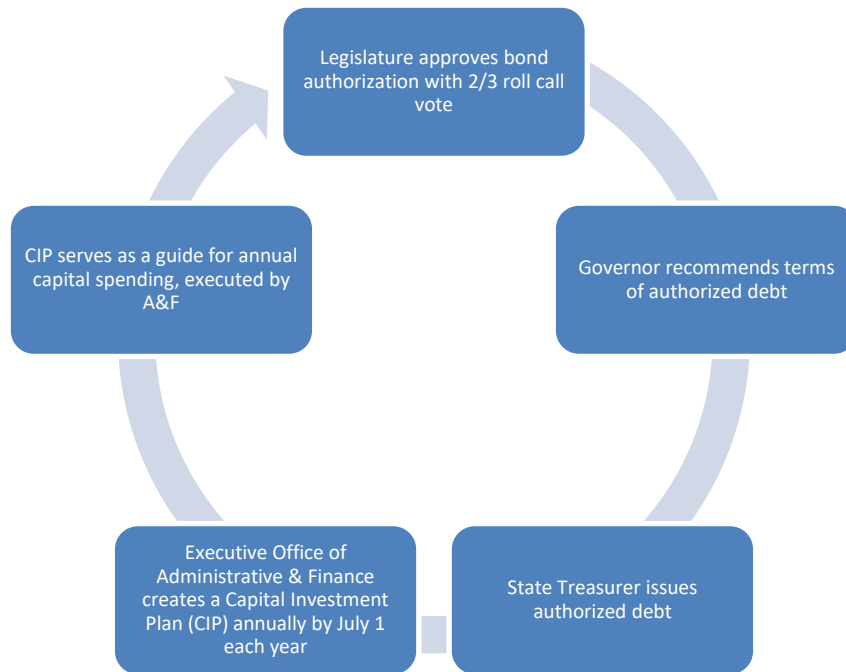 Legislature approves bond
authorization with 2/3 roll call
vote
Governor recommends terms
of authorized debt
State Treasurer issues
authorized debt
Executive Office of
Administrative & Finance
creates a Capital Investment
Plan (CIP) annually by July 1
each year
CIP serves as a guide for annual
capital spending, executed by
A&F